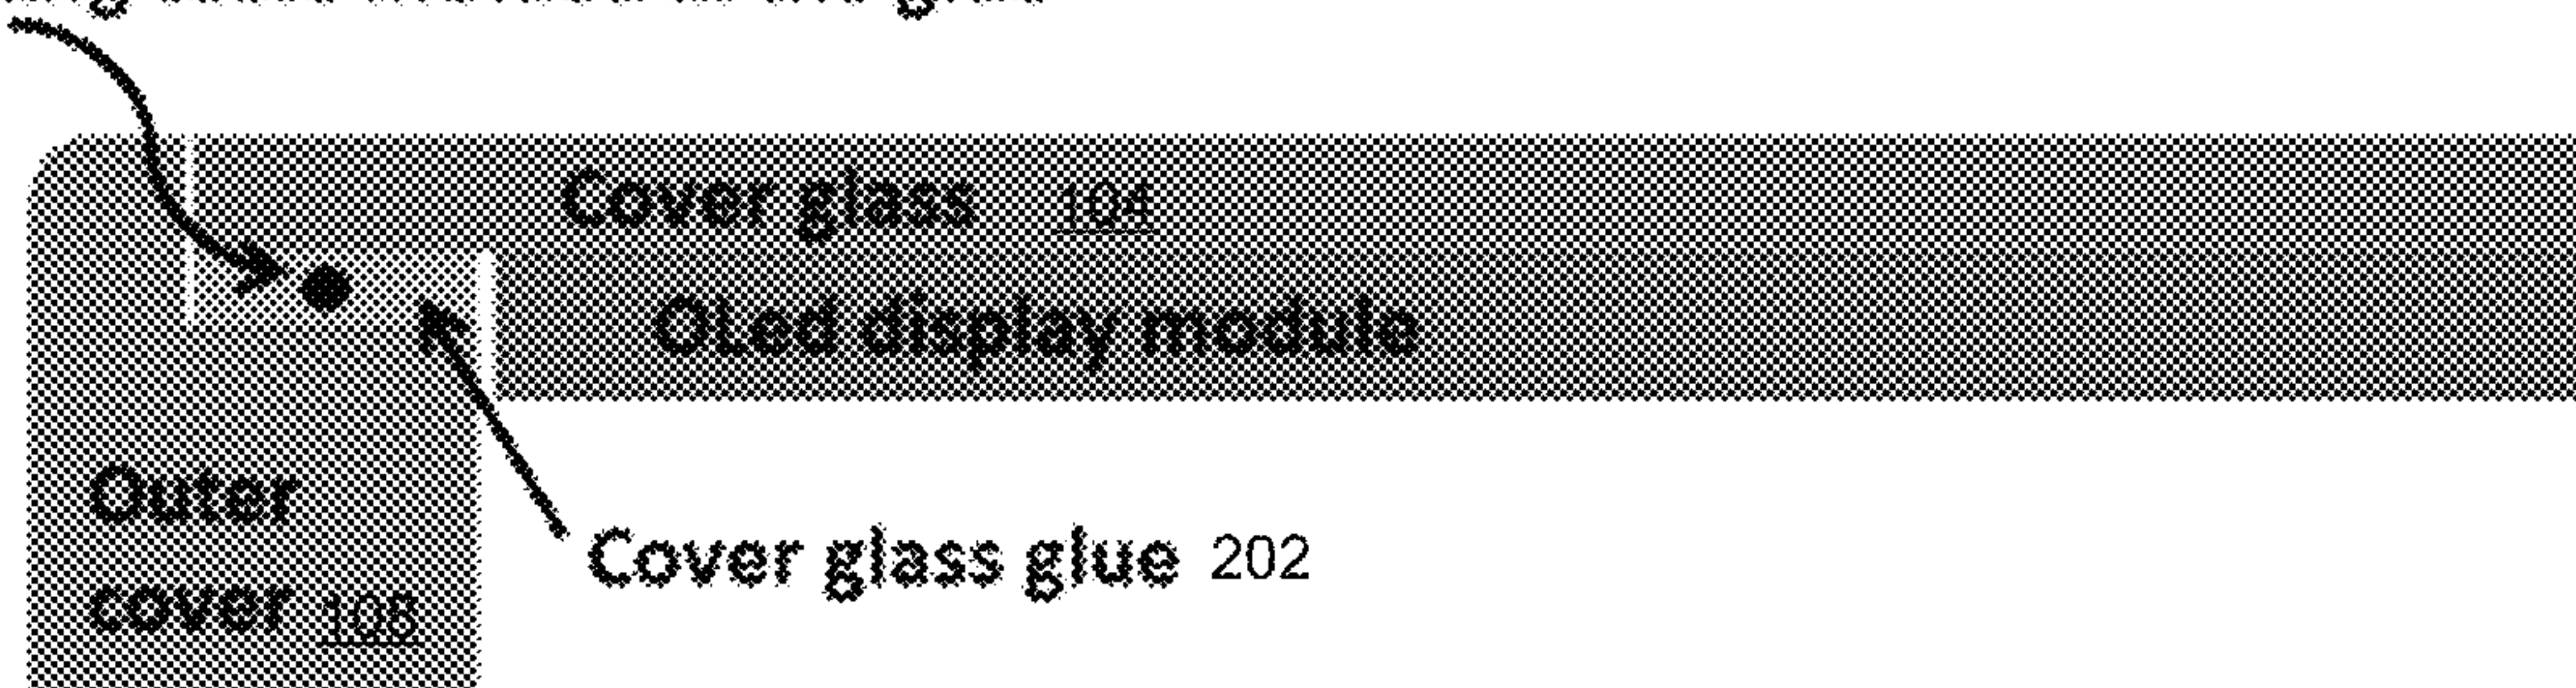 Cover glass 104
OLed display module
Outer
cover 108
Cover glass glue 202